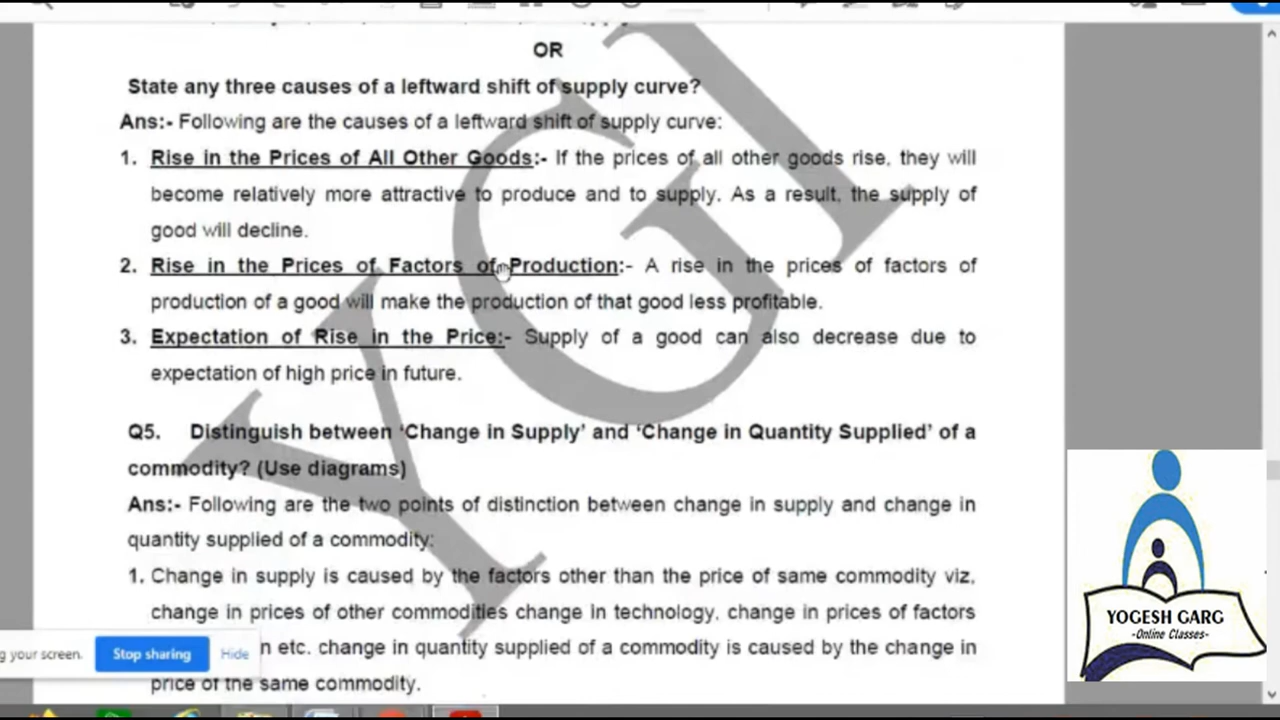 OR
State any three causes of a leftward shift of supply curve?
Ans:- Following are the causes of a leftward shift of supply curve:
1. Rise in the Prices of All Other Goods:- If the prices of all other goods rise, they will
become relatively more attractive to produce and to supply. As a result, the supply of
good will decline.
2. Rise in the Prices of Factors of Production:- A rise in the prices of factors of
production of a good will make the production of that good less profitable.
3. Expectation of Rise in the Price:- Supply of a good can also decrease due to
expectation of high price in future.
Q5. Distinguish between 'Change in Supply' and 'Change in Quantity Supplied' of a
commodity? (Use diagrams)
Ans:- Following are the two points of distinction between change in supply and change in
quantity supplied of a commodity:
1. Change in supply is caused by the factors other than the price of same commodity viz,
change in prices of other commodities change in technology, change in prices of factors
n etc. change in quantity supplied of a commodity is caused by the change in
price of the same commodity.
g your screen. Stop sharing Hide
YGI
YOGESH GARG
-Online Classes-